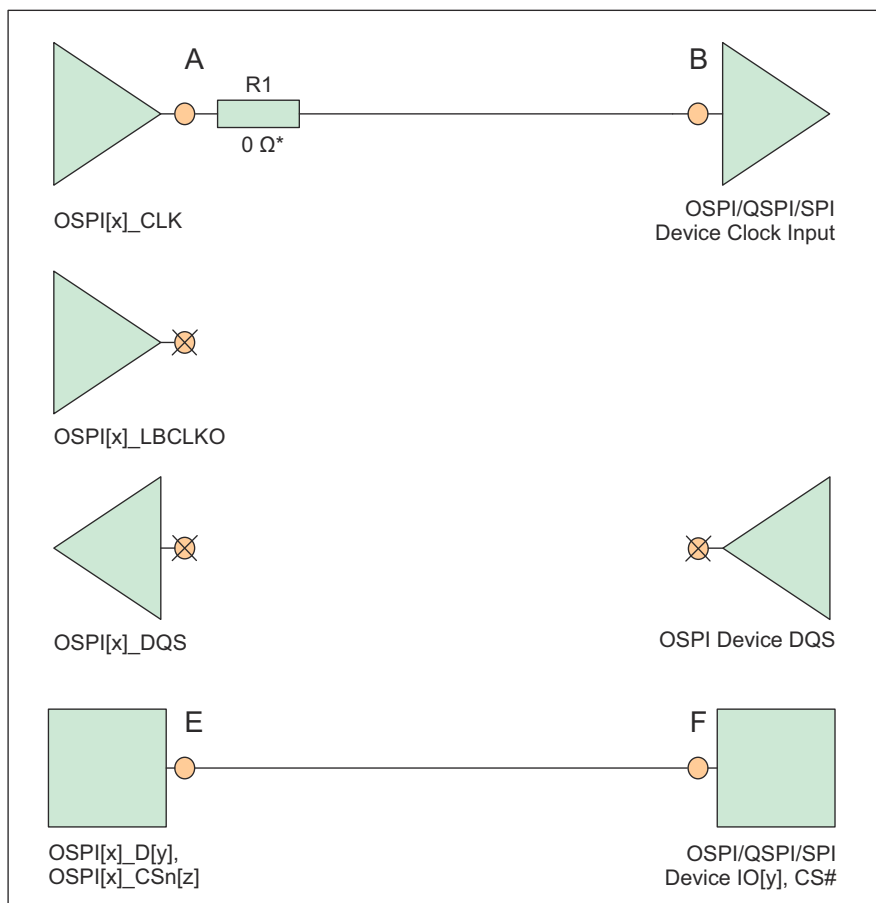 A
B
R1
0 Ω*
OSPI[x]_CLK
OSPI/QSPI/SPI
Device Clock Input
OSPI[x]_LBCLKO
OSPI[x]_DQS
OSPI Device DQS
E
F
OSPI[x]_D[y],
OSPI[x]_CSn[z]
OSPI/QSPI/SPI
Device IO[y], CS#